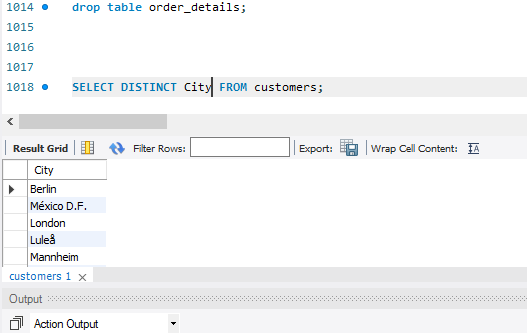 1014 drop table order_details;
1015
1016
1017
1018 SELECT DISTINCT City FROM customers;
Result Grid Filter Rows: Export: Wrap Cell Content:
City
Berlin
México D.F.
London
Luleå
Mannheim
customers 1
Output
Action Output